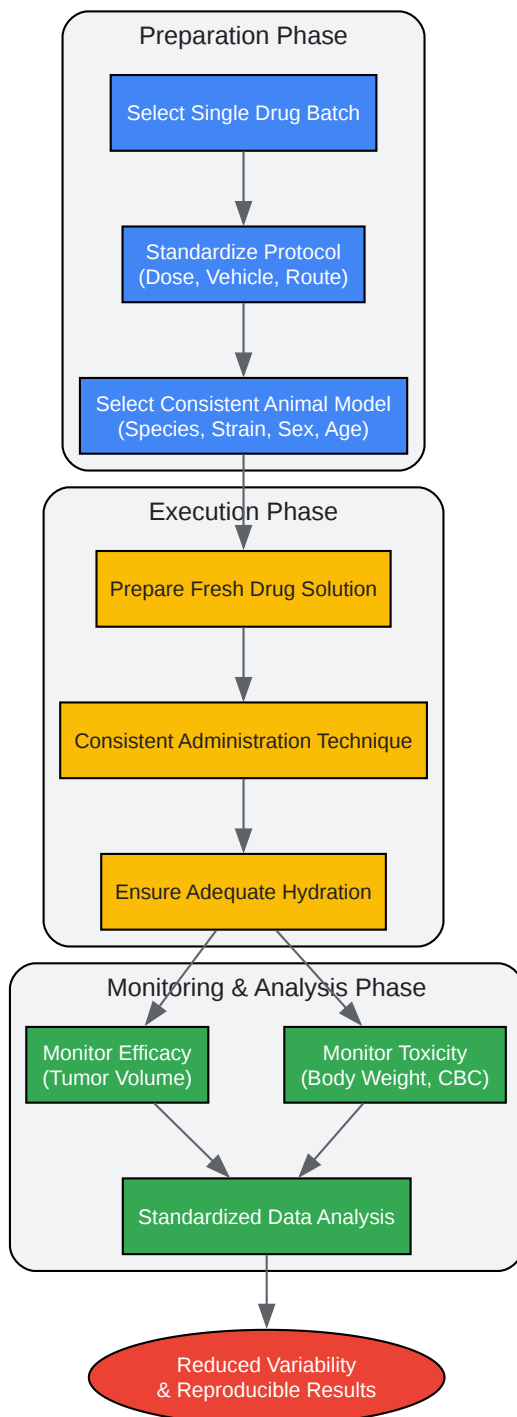 Preparation Phase
Select Single Drug Batch
Standardize Protocol
(Dose, Vehicle, Route)
Select Consistent Animal Model
(Species, Strain, Sex, Age)
Execution Phase
Prepare Fresh Drug Solution
Consistent Administration Technique
Ensure Adequate Hydration
Monitoring & Analysis Phase
Monitor Efficacy
(Tumor Volume)
Monitor Toxicity
(Body Weight, CBC)
Standardized Data Analysis
Reduced Variability
& Reproducible Results